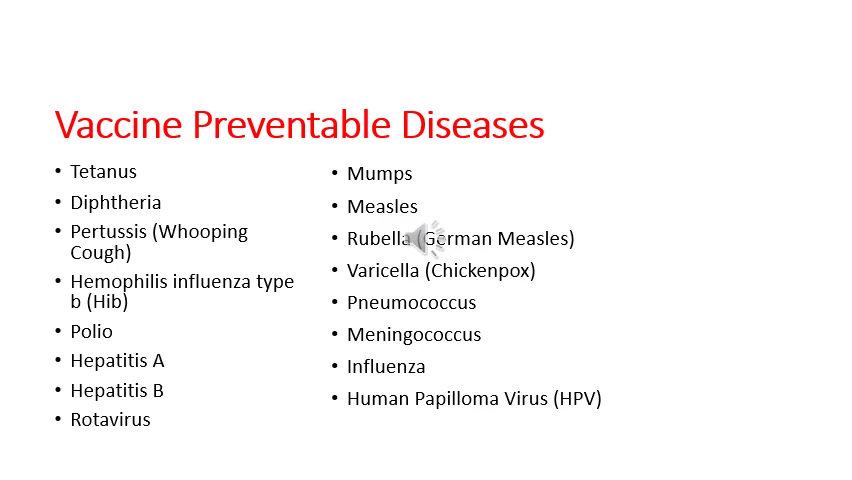 Vaccine Preventable Diseases
• Tetanus
• Diphtheria
• Pertussis (Whooping
Cough)
• Hemophilis influenza type
b (Hib)
• Polio
• Hepatitis A
• Hepatitis B
• Rotavirus
• Mumps
• Measles
• Rubella (German Measles)
• Varicella (Chickenpox)
• Pneumococcus
• Meningococcus
• Influenza
• Human Papilloma Virus (HPV)